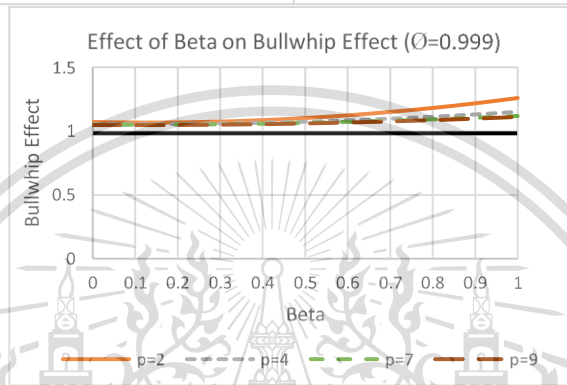 Effect of Beta on Bullwhip Effect (Ø=0.999)
1.5
1
0.5
0
Bullwhip Effect
0 0.1 0.2 0.3 0.4 0.5 0.6 0.7 0.8 0.9 1
Beta
p=2 p=4 p=7 p=9